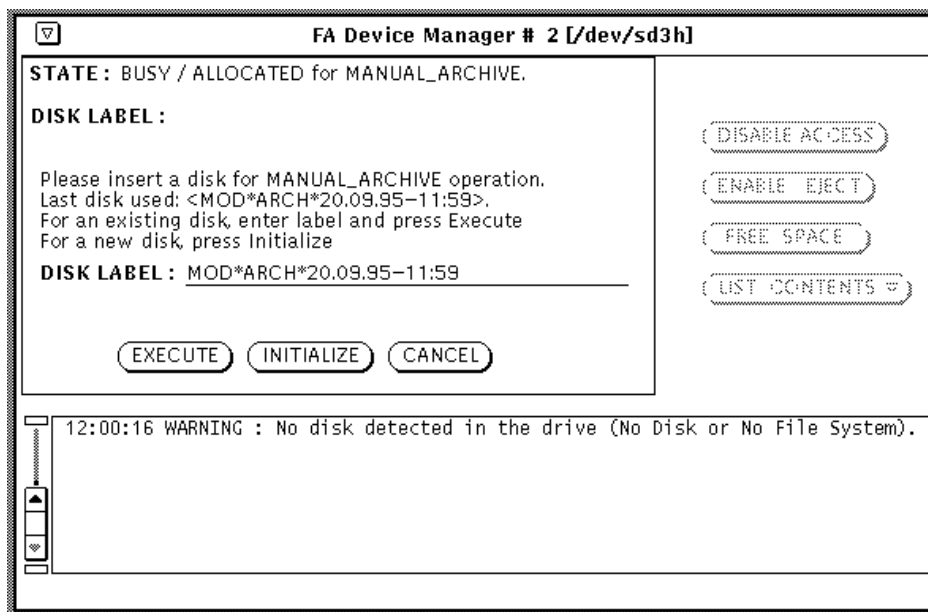 FA Device Manager # 2 [/dev/sd3h]
STATE : BUSY / ALLOCATED for MANUAL_ARCHIVE.
DISK LABEL :
Please insert a disk for MANUAL_ARCHIVE operation.
Last disk used: <MOD*ARCH*20.09.95-11:59>.
For an existing disk, enter label and press Execute
For a new disk, press Initialize
DISK LABEL : MOD*ARCH*20.09.95-11:59
EXECUTE INITIALIZE CANCEL
DISABLE ACCESS
ENABLE EJECT
FREE SPACE
LIST CONTENTS
12:00:16 WARNING : No disk detected in the drive (No Disk or No File System).